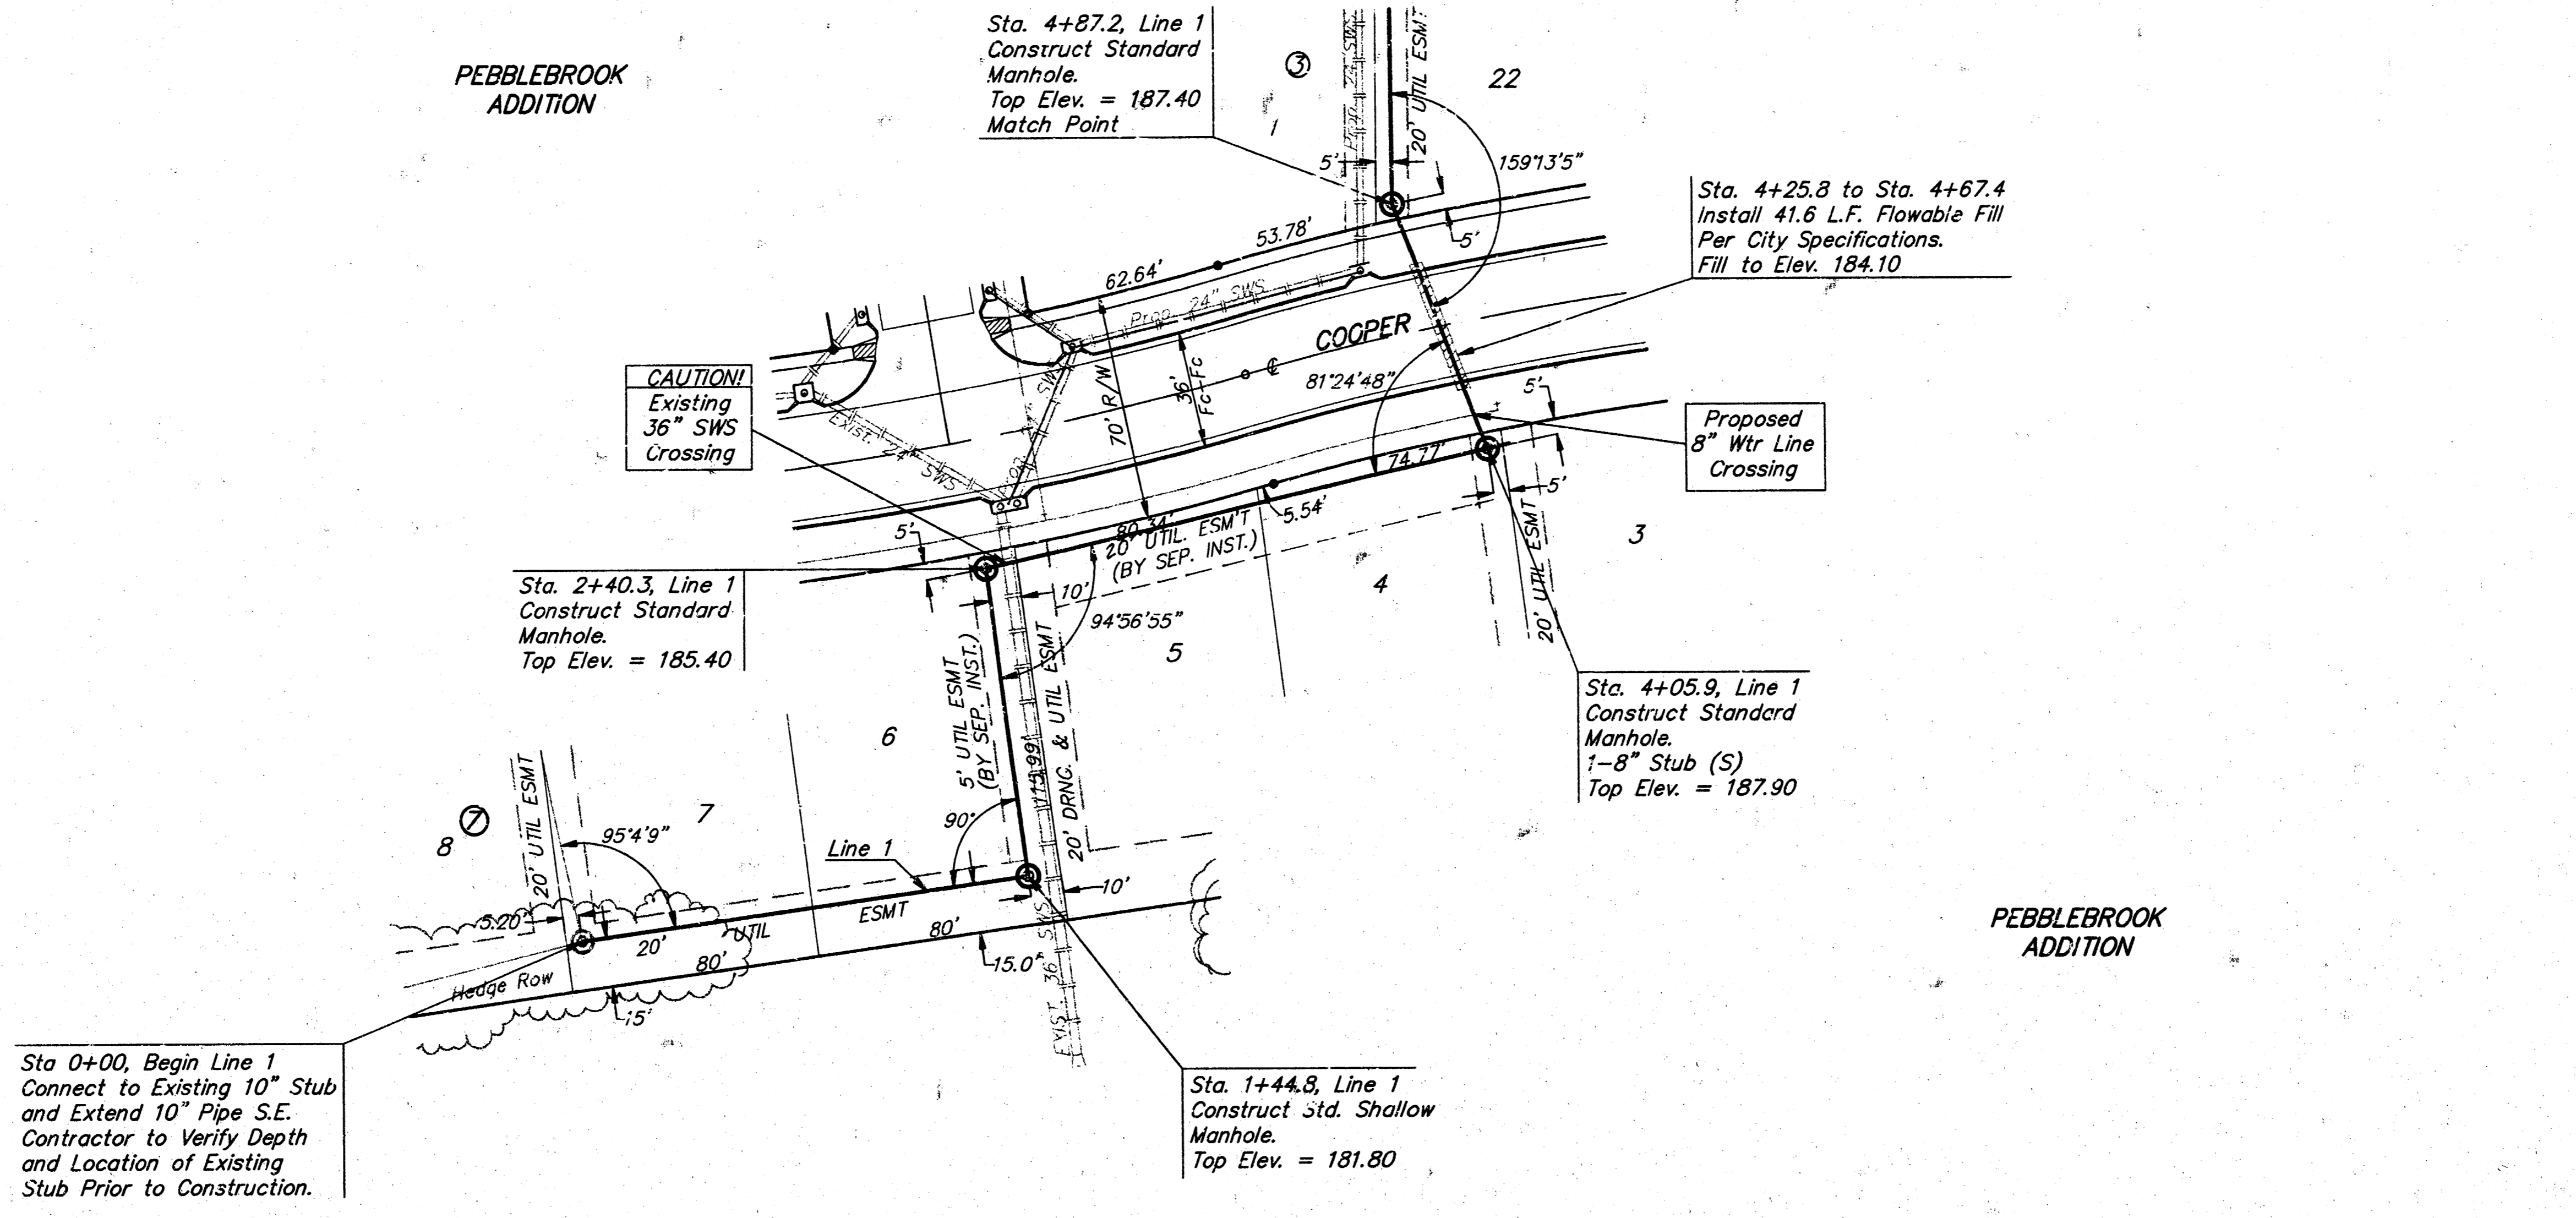 PEBBLEBROOK
ADDITION
Sta. 4+87.2, Line 1
Construct Standard
Manhole.
Top Elev. = 187.40
Match Point
3
1
22
20' UTIL ESMT
5'
159°13'5"
Sta. 4+25.8 to Sta. 4+67.4
Install 41.6 L.F. Flowable Fill
Per City Specifications.
Fill to Elev. 184.10
5'
53.78'
62.64'
Prop. 24" SWS
70' R/W
36'
Fc-Fc
COOPER
81°24'48"
5'
CAUTION!
Existing
36" SWS
Crossing
Exist. 24" SWS
Proposed
8" Wtr Line
Crossing
74.77'
5'
80.34'
5.54'
20' UTIL. ESM'T
(BY SEP. INST.)
5'
20' UTIL ESMT
3
4
5
10'
94°56'55"
Sta. 2+40.3, Line 1
Construct Standard
Manhole.
Top Elev. = 185.40
5' UTIL ESMT
(BY SEP. INST.)
115.99'
20' DRNG. & UTIL ESMT
Sta. 4+05.9, Line 1
Construct Standard
Manhole.
1-8" Stub (S)
Top Elev. = 187.90
6
7
7
8
20' UTIL ESMT
95°4'9"
90°
Line 1
10'
5.20'
20'
UTIL
ESMT
80'
80'
15.0'
15'
Hedge Row
EXIST. 36" SWS
PEBBLEBROOK
ADDITION
Sta 0+00, Begin Line 1
Connect to Existing 10" Stub
and Extend 10" Pipe S.E.
Contractor to Verify Depth
and Location of Existing
Stub Prior to Construction.
Sta. 1+44.8, Line 1
Construct Std. Shallow
Manhole.
Top Elev. = 181.80